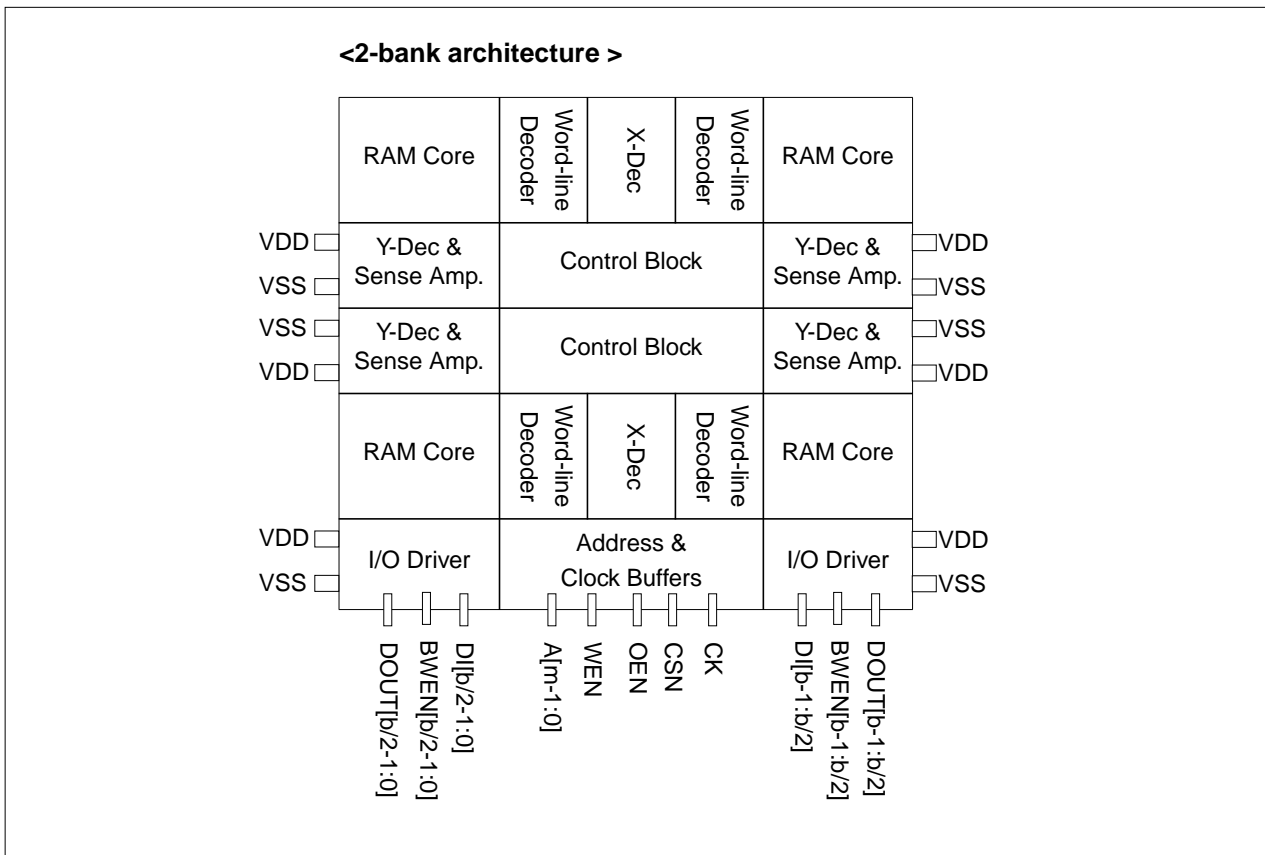 <2-bank architecture >
RAM Core
Word-line
Decoder
X-Dec
Word-line
Decoder
RAM Core
VDD
VSS
Y-Dec &
Sense Amp.
Control Block
Y-Dec &
Sense Amp.
VDD
VSS
VSS
VDD
Y-Dec &
Sense Amp.
Control Block
Y-Dec &
Sense Amp.
VSS
VDD
RAM Core
Word-line
Decoder
X-Dec
Word-line
Decoder
RAM Core
VDD
VSS
I/O Driver
Address &
Clock Buffers
I/O Driver
VDD
VSS
DOUT[b/2-1:0]
BWEN[b/2-1:0]
DI[b/2-1:0]
A[m-1:0]
WEN
OEN
CSN
CK
DI[b-1:b/2]
BWEN[b-1:b/2]
DOUT[b-1:b/2]